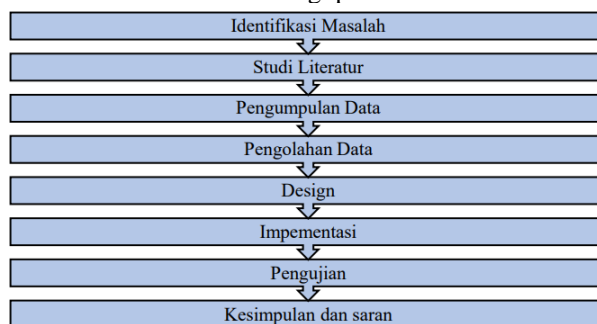 Identifikasi Masalah
Studi Literatur
Pengumpulan Data
Pengolahan Data
Design
Impementasi
Pengujian
Kesimpulan dan saran